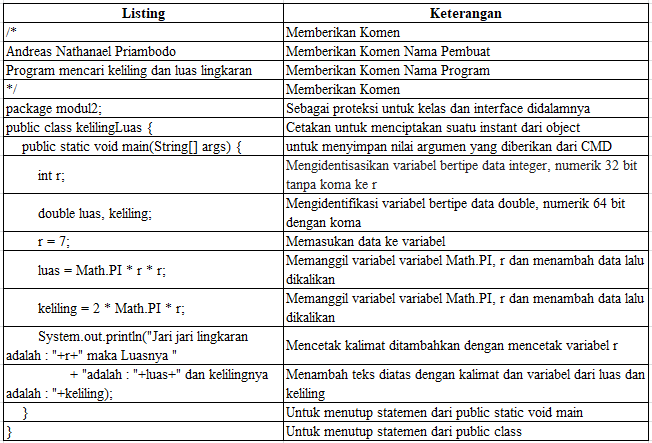 Listing Keterangan
/* Memberikan Komen
Andreas Nathanael Priambodo Memberikan Komen Nama Pembuat
Program mencari keliling dan luas lingkaran Memberikan Komen Nama Program
*/ Memberikan Komen
package modul2; Sebagai proteksi untuk kelas dan interface didalamnya
public class kelilingLuas { Cetakan untuk menciptakan suatu instant dari object
public static void main(String[] args) { untuk menyimpan nilai argumen yang diberikan dari CMD
int r; Mengidentisasikan variabel bertipe data integer, numerik 32 bit
tanpa koma ke r
double luas, keliling; Mengidentifikasi variabel bertipe data double, numerik 64 bit
dengan koma
r = 7; Memasukan data ke variabel
luas = Math.PI * r * r; Memanggil variabel variabel Math.PI, r dan menambah data lalu
dikalikan
keliling = 2 * Math.PI * r; Memanggil variabel variabel Math.PI, r dan menambah data lalu
dikalikan
System.out.println("Jari jari lingkaran
adalah : "+r+" maka Luasnya " Mencetak kalimat ditambahkan dengan mencetak variabel r
+ "adalah : "+luas+" dan kelilingnya
adalah : "+keliling); Menambah teks diatas dengan kalimat dan variabel dari luas dan
keliling
} Untuk menutup statemen dari public static void main
} Untuk menutup statemen dari public class